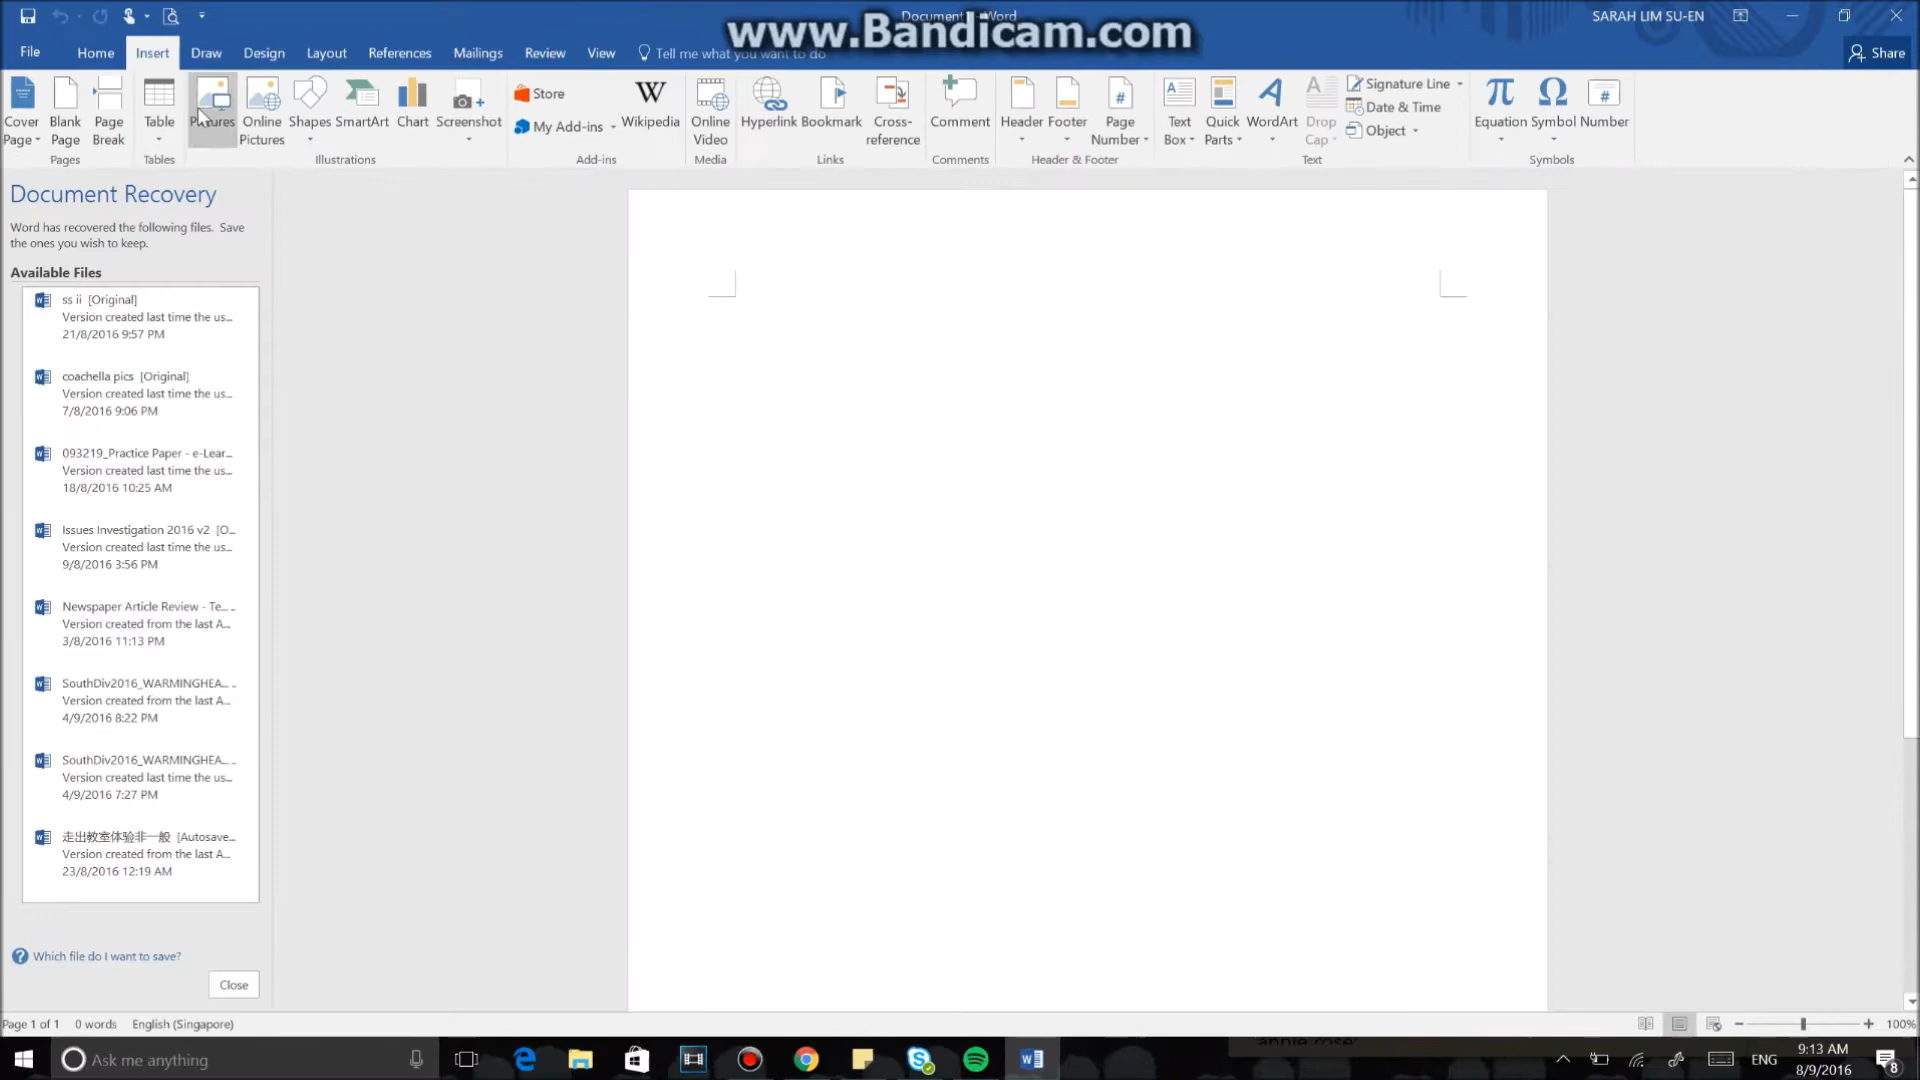 Document - Word
www.Bandicam.com
SARAH LIM SU-EN
File Home Insert Draw Design Layout References Mailings Review View Tell me what you want to do Share
Cover Page Blank Page Page Break Table Pictures Online Pictures Shapes SmartArt Chart Screenshot Store My Add-ins Wikipedia Online Video Hyperlink Bookmark Cross-reference Comment Header Footer Page Number Text Box Quick Parts WordArt Drop Cap Signature Line Date & Time Object Equation Symbol Number
Pages Tables Illustrations Add-ins Media Links Comments Header & Footer Text Symbols
Document Recovery
Word has recovered the following files. Save
the ones you wish to keep.
Available Files
ss ii [Original]
Version created last time the us...
21/8/2016 9:57 PM
coachella pics [Original]
Version created last time the us...
7/8/2016 9:06 PM
093219_Practice Paper - e-Lear...
Version created last time the us...
18/8/2016 10:25 AM
Issues Investigation 2016 v2 [O...
Version created last time the us...
9/8/2016 3:56 PM
Newspaper Article Review - Te... ..
Version created from the last A...
3/8/2016 11:13 PM
SouthDiv2016_WARMINGHEA... ..
Version created from the last A...
4/9/2016 8:22 PM
SouthDiv2016_WARMINGHEA... ..
Version created last time the us...
4/9/2016 7:27 PM
走出教室体验非一般 [Autosave...
Version created from the last A...
23/8/2016 12:19 AM
Which file do I want to save?
Close
Page 1 of 1 0 words English (Singapore) 100%
Ask me anything
ENG
9:13 AM
8/9/2016
8